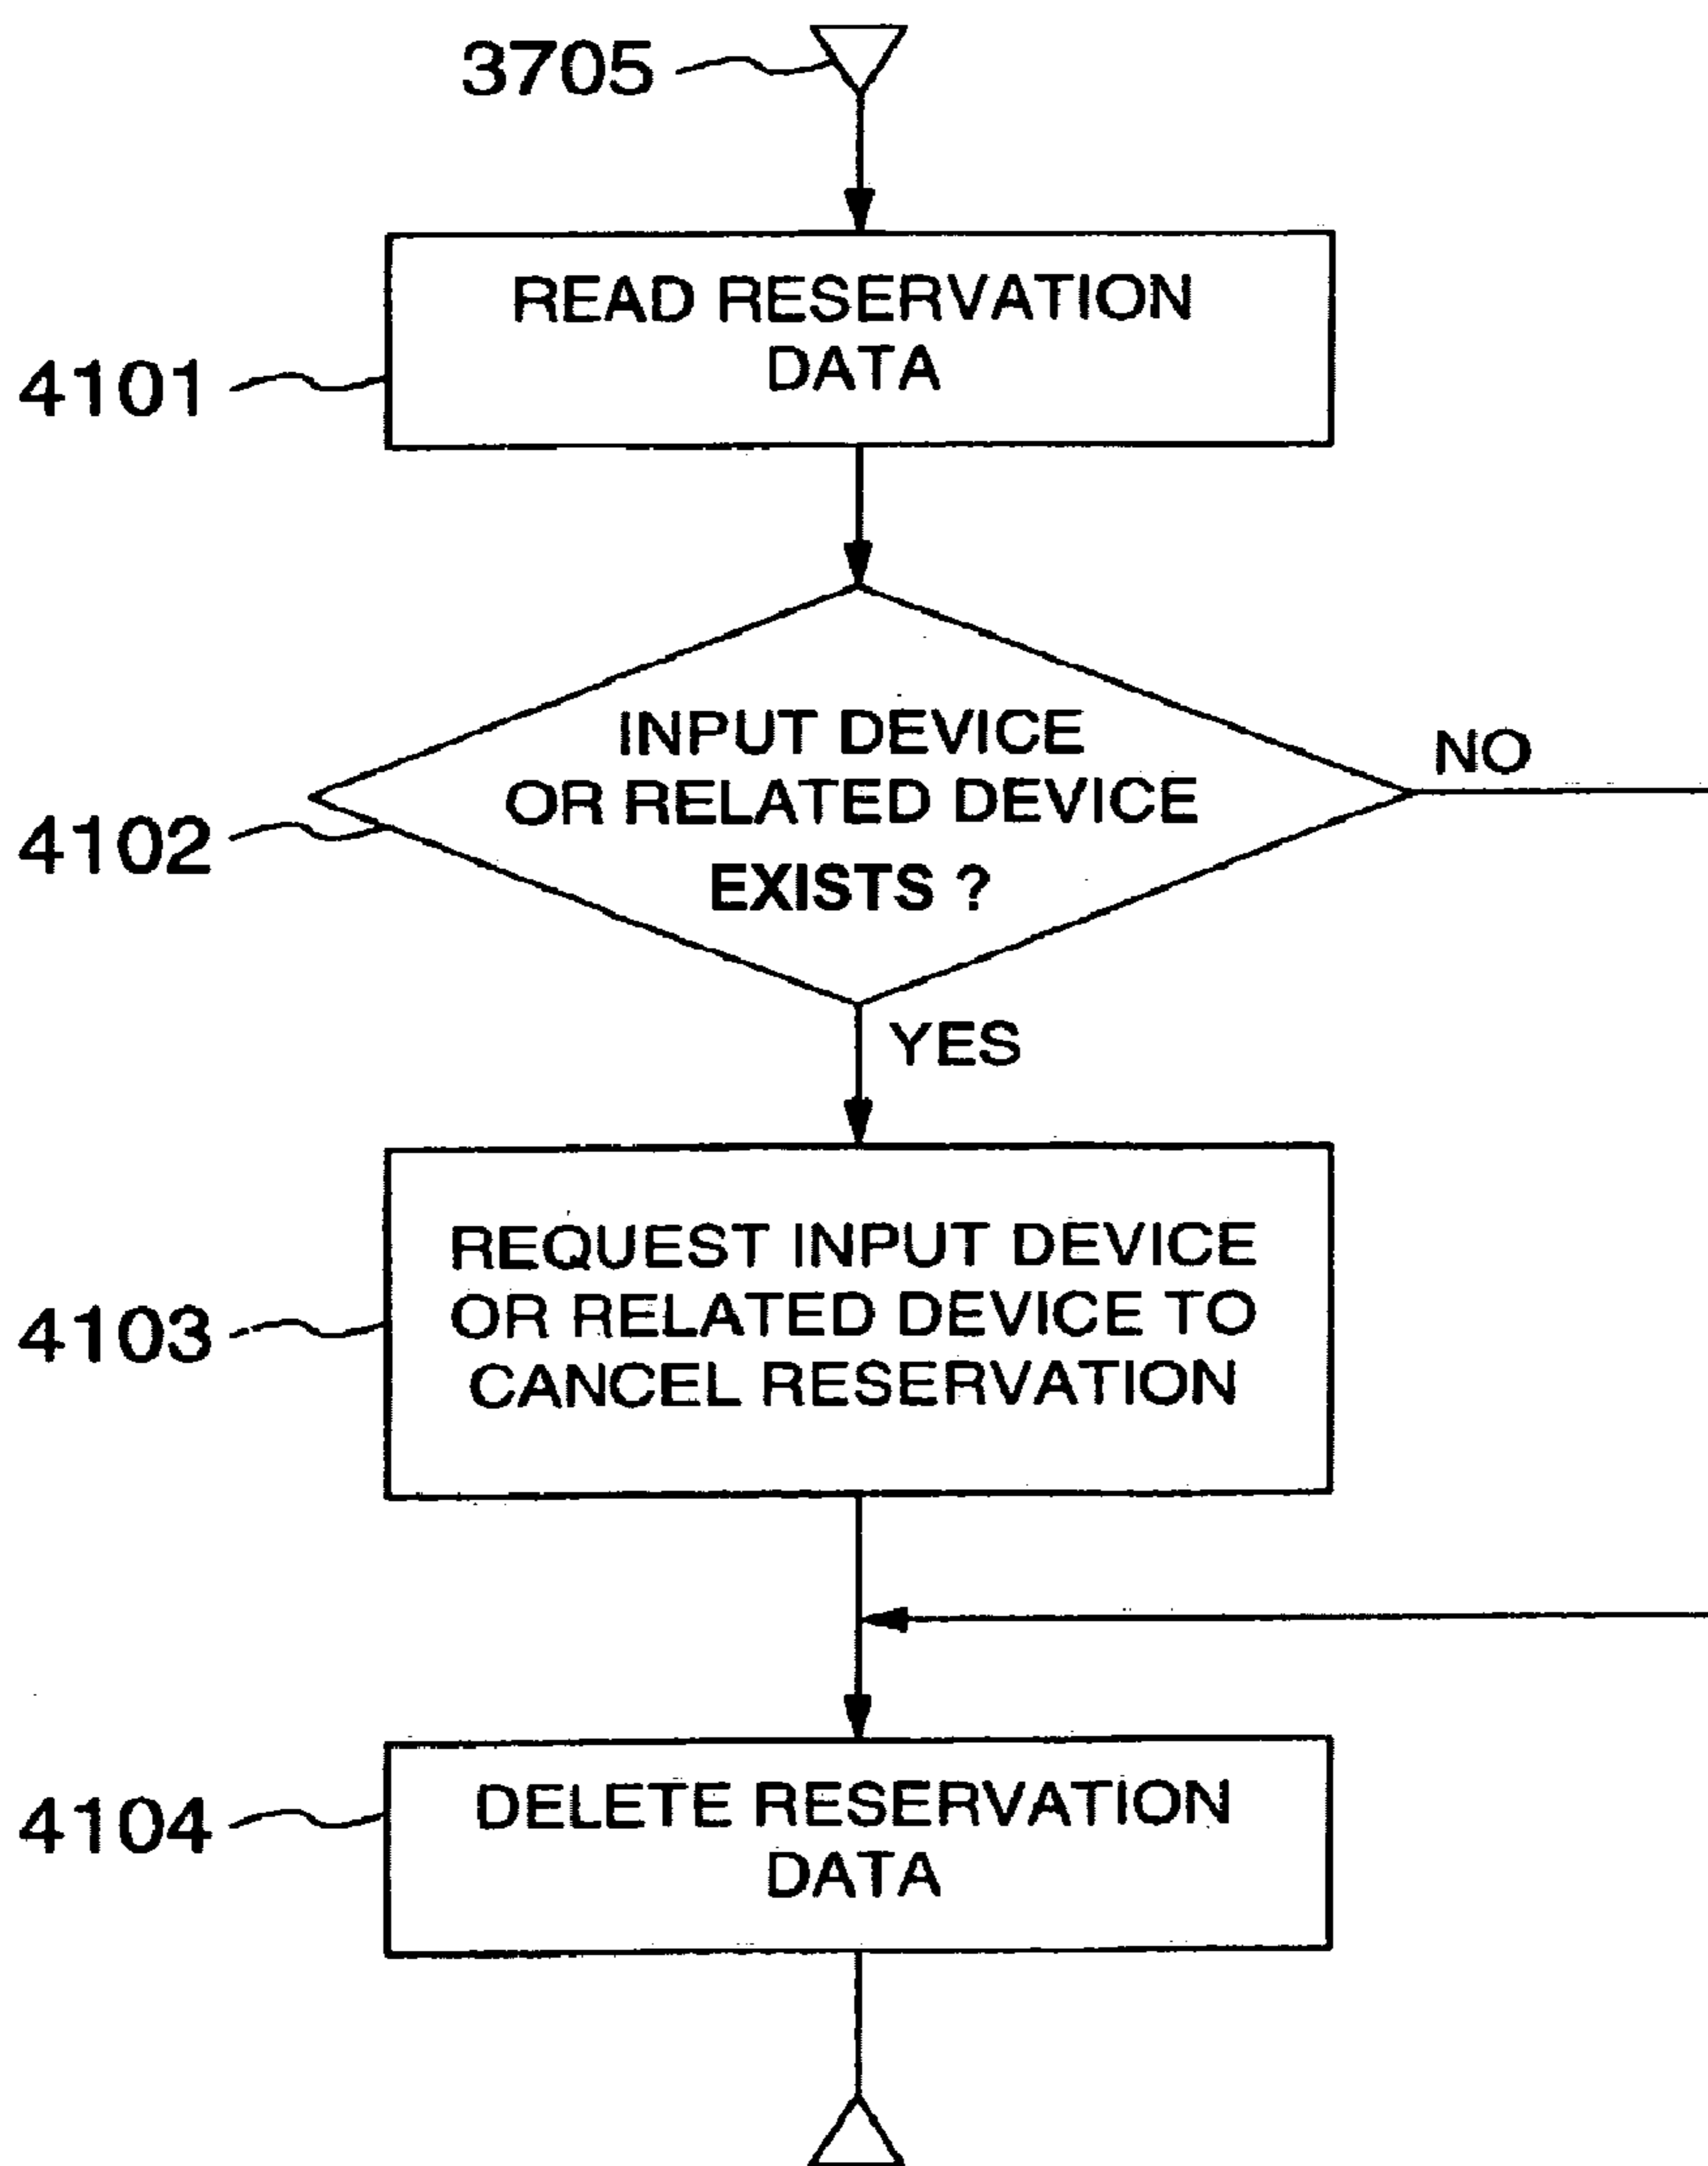 3705
READ RESERVATION
DATA
4101
INPUT DEVICE
OR RELATED DEVICE
EXISTS ?
NO
4102
YES
REQUEST INPUT DEVICE
OR RELATED DEVICE TO
CANCEL RESERVATION
4103
DELETE RESERVATION
DATA
4104